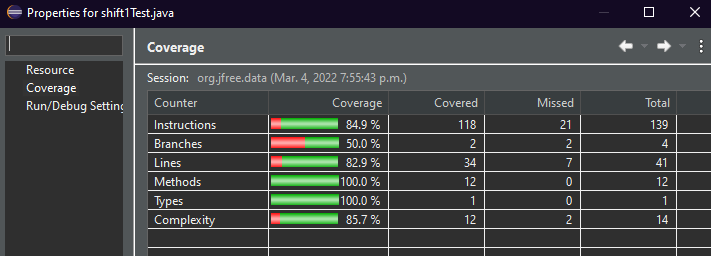 Properties for shift1Test.java
Resource
Coverage
Run/Debug Setting
Coverage
Session: org.jfree.data (Mar. 4, 2022 7:55:43 p.m.)
Counter Coverage Covered Missed Total
Instructions 84.9 % 118 21 139
Branches 50.0 % 2 2 4
Lines 82.9 % 34 7 41
Methods 100.0 % 12 0 12
Types 100.0 % 1 0 1
Complexity 85.7 % 12 2 14